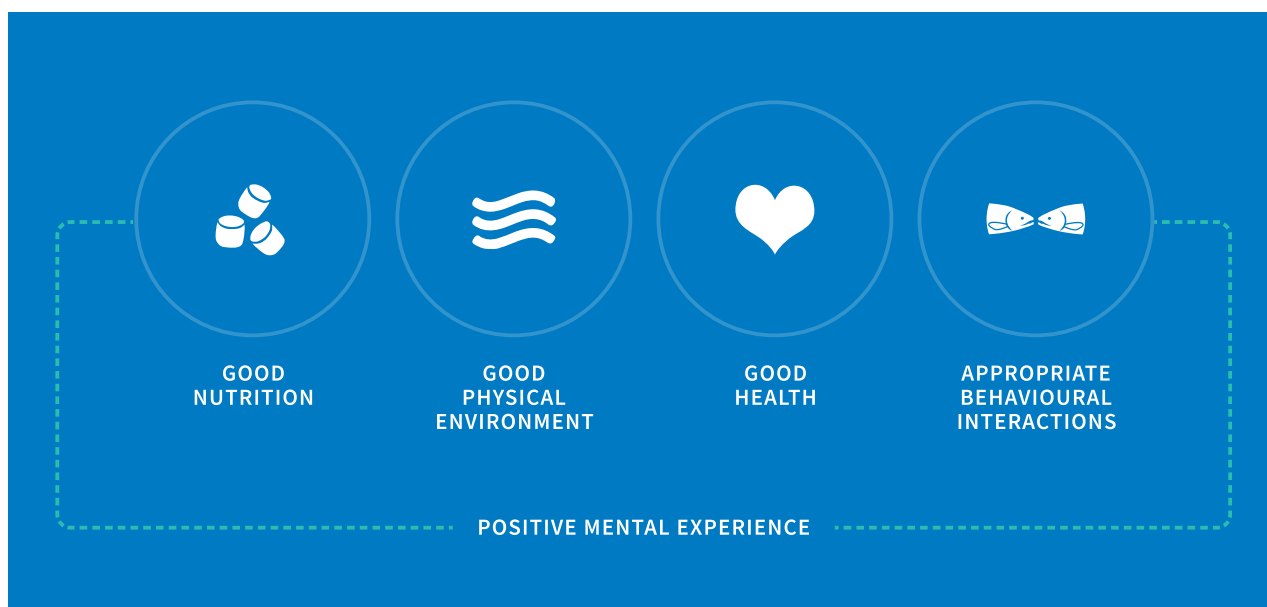 GOOD
NUTRITION
GOOD
PHYSICAL
ENVIRONMENT
GOOD
HEALTH
APPROPRIATE
BEHAVIOURAL
INTERACTIONS
POSITIVE MENTAL EXPERIENCE